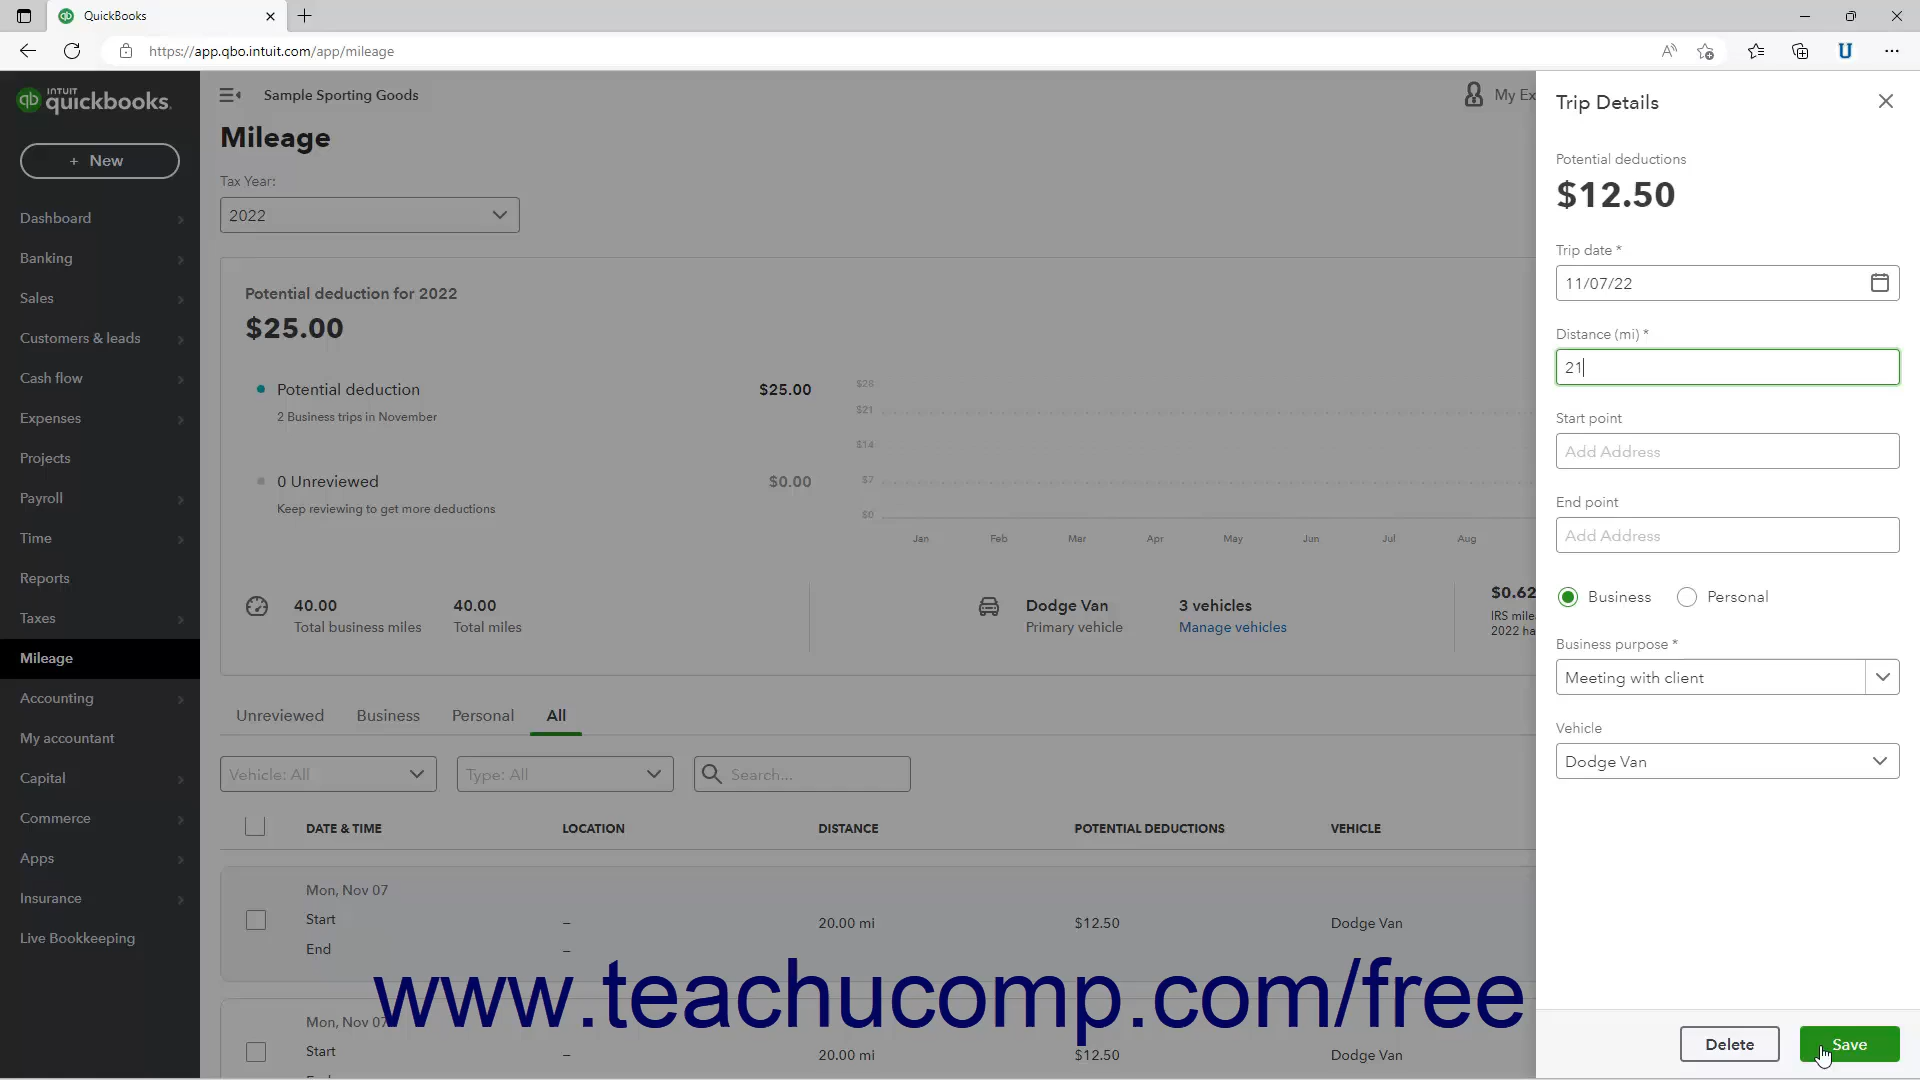 QuickBooks
https://app.qbo.intuit.com/app/mileage
INTUIT
quickbooks.
+ New
Dashboard
Banking
Sales
Customers & leads
Cash flow
Expenses
Projects
Payroll
Time
Reports
Taxes
Mileage
Accounting
My accountant
Capital
Commerce
Apps
Insurance
Live Bookkeeping
Sample Sporting Goods
My Ex
Mileage
Tax Year:
2022
Potential deduction for 2022
$25.00
Potential deduction $25.00
2 Business trips in November
0 Unreviewed $0.00
Keep reviewing to get more deductions
$28
$21
$14
$7
$0
Jan Feb Mar Apr May Jun Jul Aug
40.00 40.00
Total business miles Total miles
Dodge Van 3 vehicles
Primary vehicle Manage vehicles
$0.62
IRS mile
2022 ha
Unreviewed Business Personal All
Vehicle: All Type: All Search...
DATE & TIME LOCATION DISTANCE POTENTIAL DEDUCTIONS VEHICLE
Mon, Nov 07
Start
– 20.00 mi $12.50 Dodge Van
End
–
www.teachucomp.com/free
Mon, Nov 07
Start
– 20.00 mi $12.50 Dodge Van
Trip Details
Potential deductions
$12.50
Trip date *
11/07/22
Distance (mi) *
21
Start point
Add Address
End point
Add Address
Business Personal
Business purpose *
Meeting with client
Vehicle
Dodge Van
Delete Save